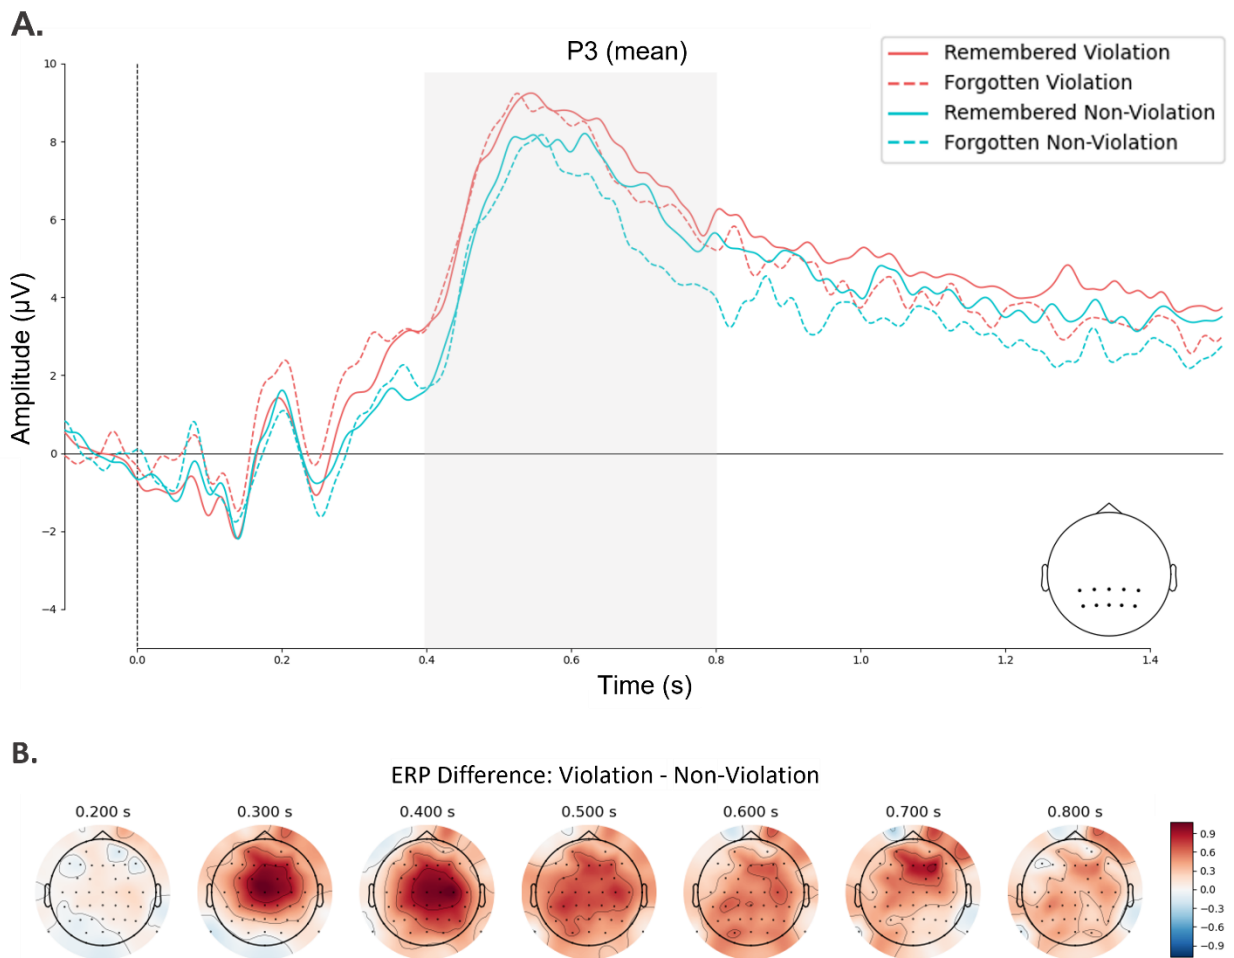 A.
P3 (mean)
Remembered Violation
Forgotten Violation
Remembered Non-Violation
Forgotten Non-Violation
10
8
6
4
2
0
−2
−4
Amplitude (μV)
0.0 0.2 0.4 0.6 0.8 1.0 1.2 1.4
Time (s)
B.
ERP Difference: Violation - Non-Violation
0.200 s 0.300 s 0.400 s 0.500 s 0.600 s 0.700 s 0.800 s
0.9
0.6
0.3
0.0
−0.3
−0.6
−0.9